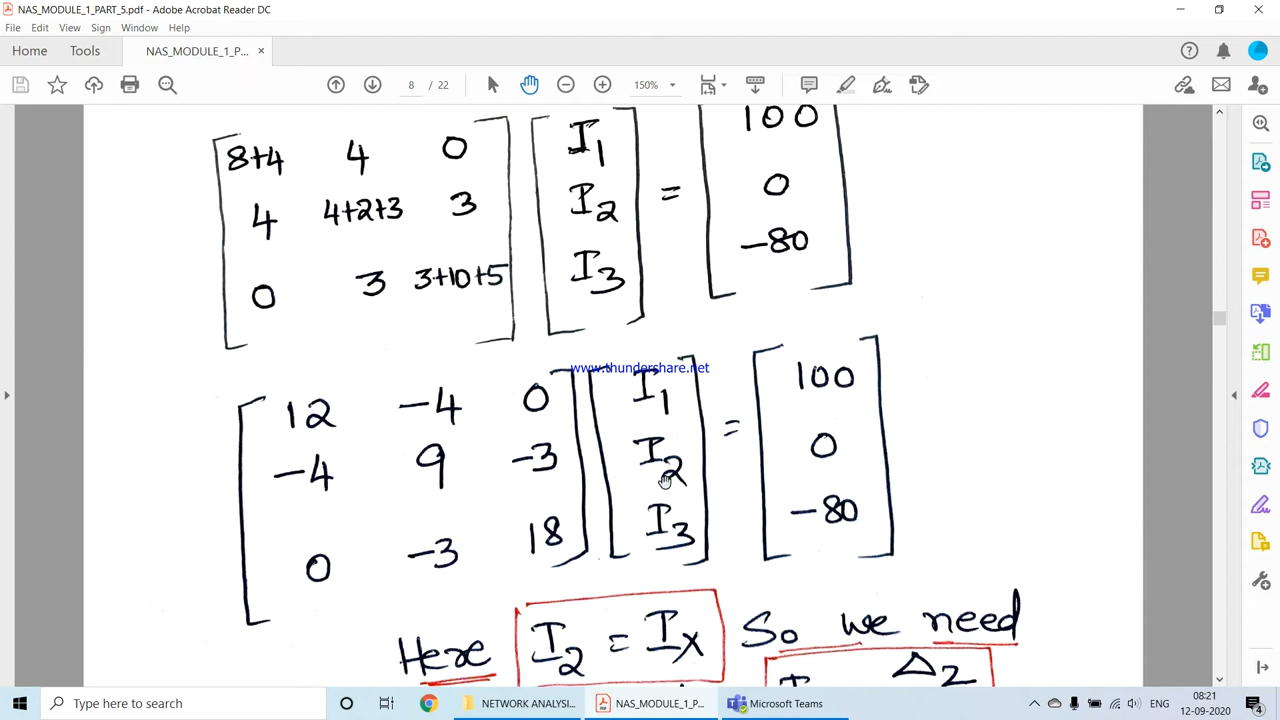 NAS_MODULE_1_PART_5.pdf - Adobe Acrobat Reader DC
File Edit View Sign Window Help
Home Tools NAS_MODULE_1_P... ×
8 / 22 150%
8+4 4 0 I1 100
4 4+2+3 3 I2 = 0
0 3 3+10+5 I3 -80
www.thundershare.net
12 -4 0 I1 100
-4 9 -3 I2 = 0
0 -3 18 I3 -80
Here I2 = IX So we need
Δ2
Type here to search NETWORK ANALYSI... NAS_MODULE_1_P... Microsoft Teams ENG 08:21
12-09-2020 4